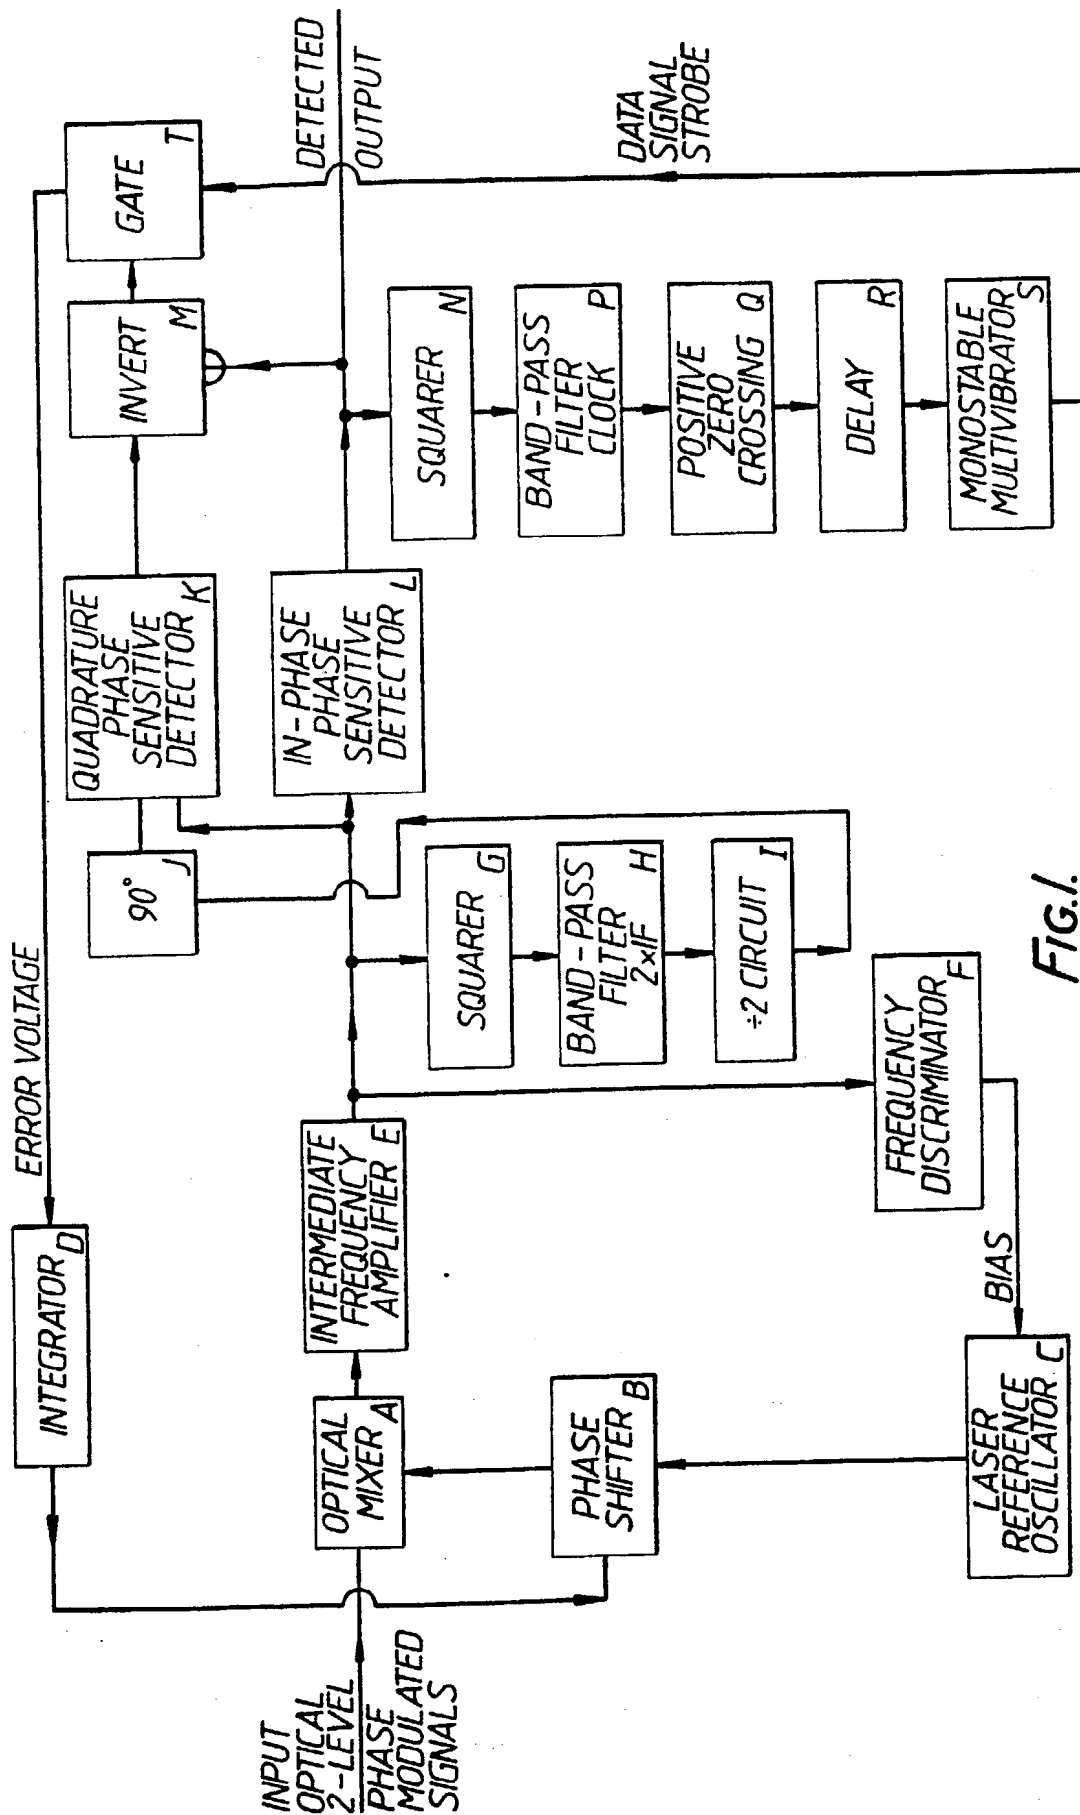 INPUT
OPTICAL
2-LEVEL
PHASE
MODULATED
SIGNALS
INTEGRATOR D
ERROR VOLTAGE
OPTICAL
MIXER A
PHASE
SHIFTER B
LASER
REFERENCE
OSCILLATOR C
BIAS
INTERMEDIATE
FREQUENCY
AMPLIFIER E
FREQUENCY
DISCRIMINATOR F
SQUARER G
BAND-PASS
FILTER
2×IF H
÷2 CIRCUIT I
90° J
QUADRATURE
PHASE
SENSITIVE
DETECTOR K
IN-PHASE
PHASE
SENSITIVE
DETECTOR L
INVERT M
GATE T
SQUARER N
BAND-PASS
FILTER
CLOCK P
POSITIVE
ZERO
CROSSING Q
DELAY R
MONOSTABLE
MULTIVIBRATOR S
DETECTED
OUTPUT
DATA
SIGNAL
STROBE
FIG.1.